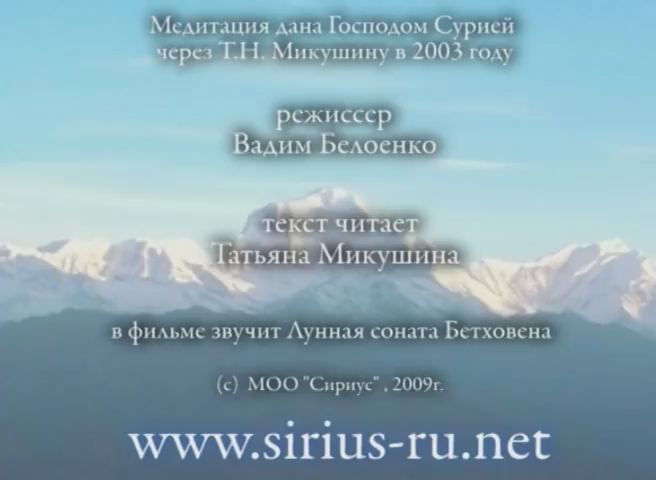 Медитация дана Господом Сурией
через Т.Н. Микушину в 2003 году
режиссер
Вадим Белоенко
текст читает
Татьяна Микушина
в фильме звучит Лунная соната Бетховена
(с) МОО "Сириус" , 2009г.
www.sirius-ru.net